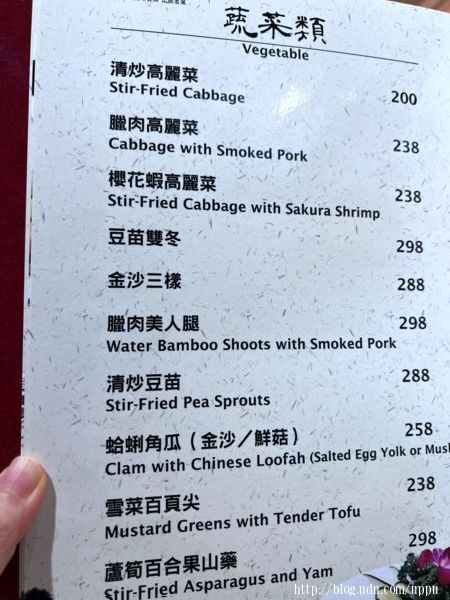 蔬菜類
Vegetable
清炒高麗菜
Stir-Fried Cabbage 200
臘肉高麗菜
Cabbage with Smoked Pork 238
櫻花蝦高麗菜
Stir-Fried Cabbage with Sakura Shrimp 238
豆苗雙冬 298
金沙三樣 288
臘肉美人腿 298
Water Bamboo Shoots with Smoked Pork
清炒豆苗 288
Stir-Fried Pea Sprouts
蛤蜊角瓜（金沙／鮮菇） 258
Clam with Chinese Loofah (Salted Egg Yolk or Mush
雪菜百頁尖 238
Mustard Greens with Tender Tofu
蘆筍百合果山藥 298
Stir-Fried Asparagus and Yam
http://blog.udn.com/uppu